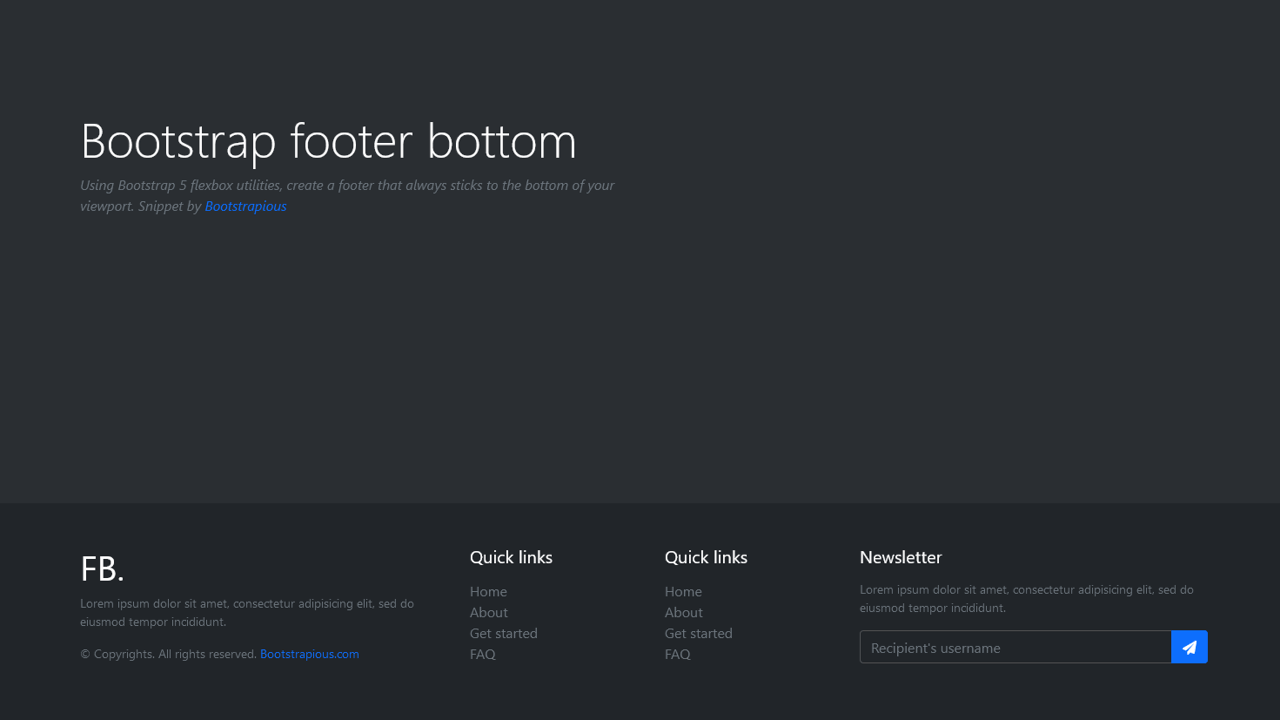 Bootstrap footer bottom
Using Bootstrap 5 flexbox utilities, create a footer that always sticks to the bottom of your
viewport. Snippet by Bootstrapious
FB.
Lorem ipsum dolor sit amet, consectetur adipisicing elit, sed do
eiusmod tempor incididunt.
© Copyrights. All rights reserved. Bootstrapious.com
Quick links
Home
About
Get started
FAQ
Quick links
Home
About
Get started
FAQ
Newsletter
Lorem ipsum dolor sit amet, consectetur adipisicing elit, sed do
eiusmod tempor incididunt.
Recipient's username